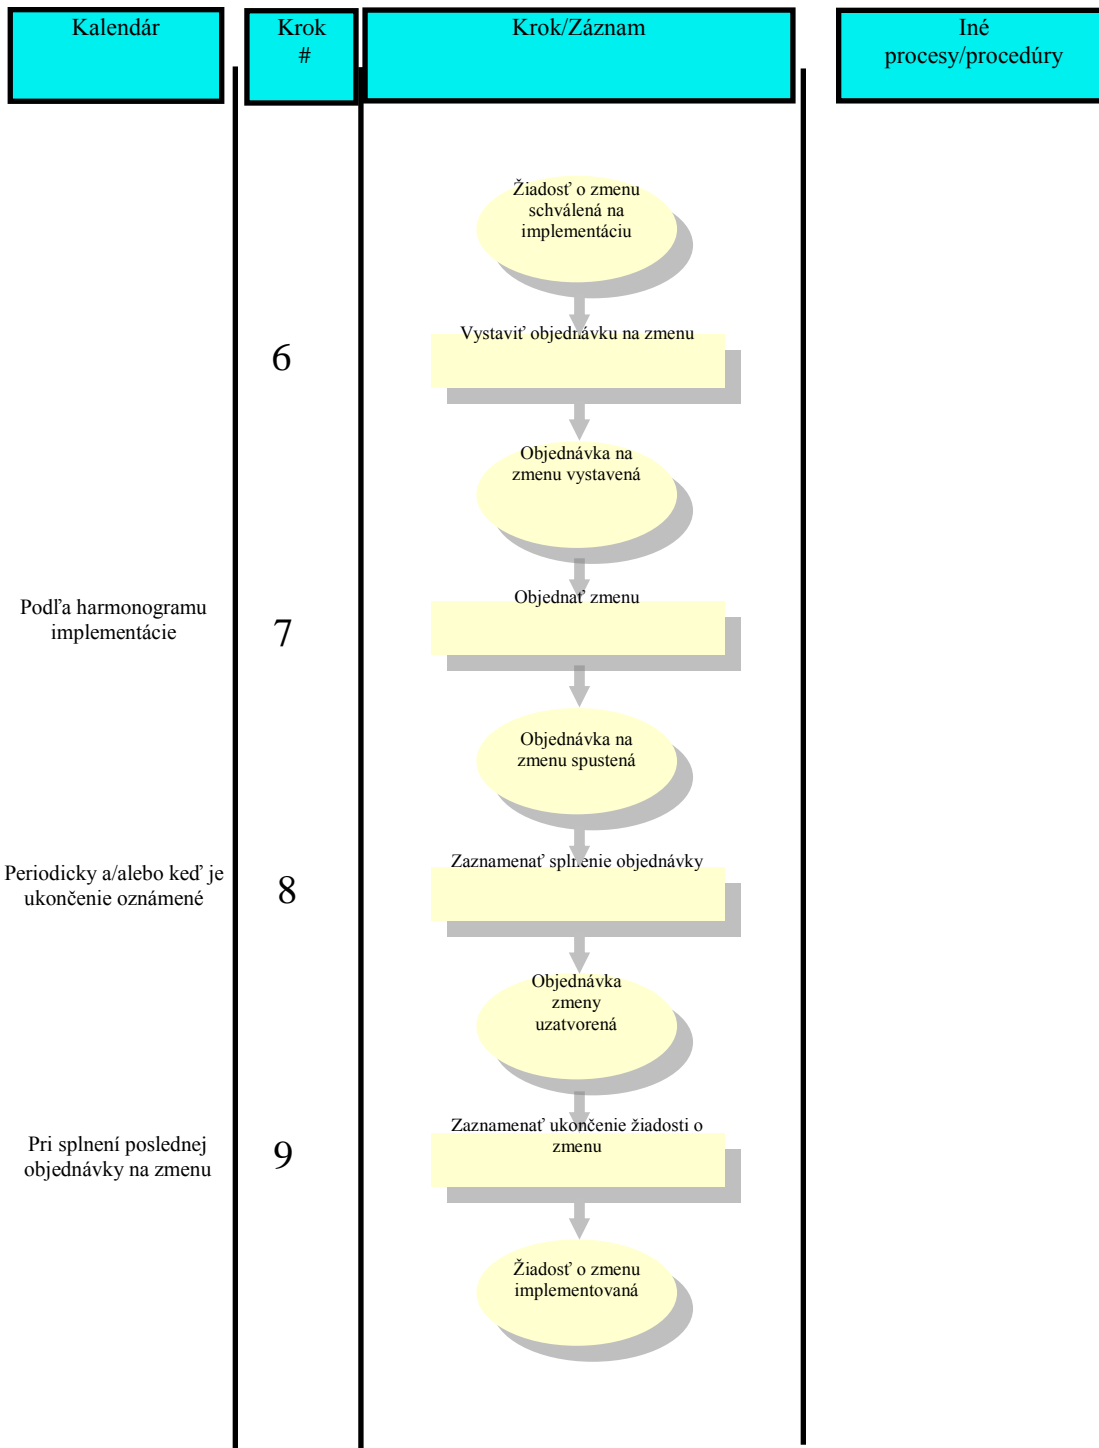 Kalendár
Krok
#
Krok/Záznam
Iné
procesy/procedúry
Žiadosť o zmenu
schválená na
implementáciu
6
Vystaviť objednávku na zmenu
Objednávka na
zmenu vystavená
Podľa harmonogramu
implementácie
7
Objednať zmenu
Objednávka na
zmenu spustená
Periodicky a/alebo keď je
ukončenie oznámené
8
Zaznamenať splnenie objednávky
Objednávka
zmeny
uzatvorená
Pri splnení poslednej
objednávky na zmenu
9
Zaznamenať ukončenie žiadosti o
zmenu
Žiadosť o zmenu
implementovaná